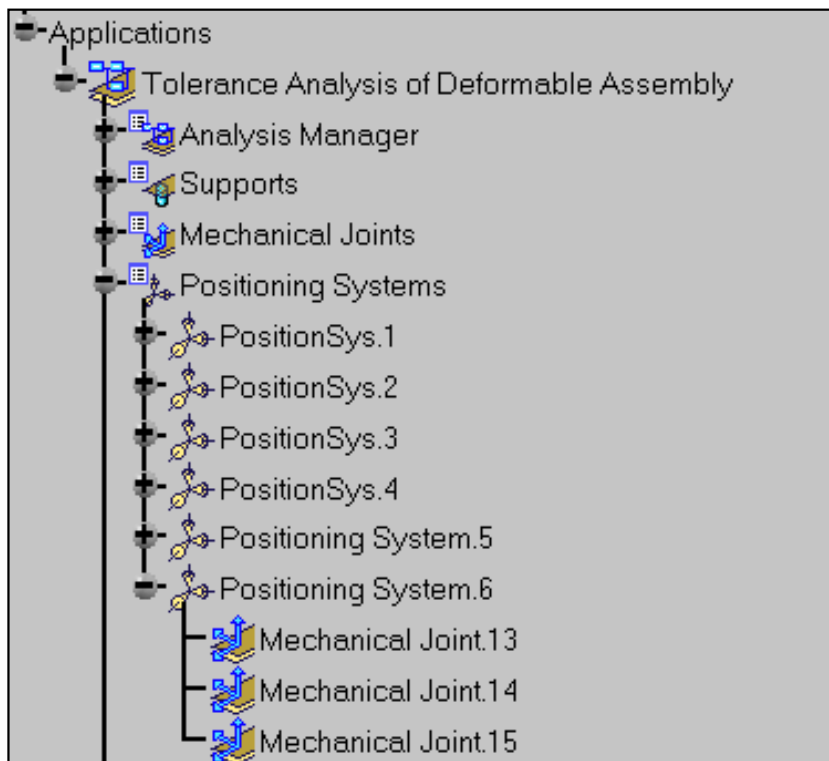 Applications
Tolerance Analysis of Deformable Assembly
Analysis Manager
Supports
Mechanical Joints
Positioning Systems
PositionSys.1
PositionSys.2
PositionSys.3
PositionSys.4
Positioning System.5
Positioning System.6
Mechanical Joint.13
Mechanical Joint.14
Mechanical Joint.15